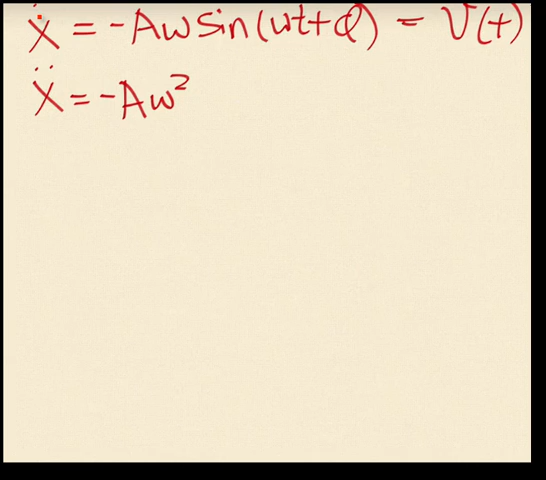 ẋ = -Aω sin(ωt+φ) = V(t)
ẍ = -Aω²